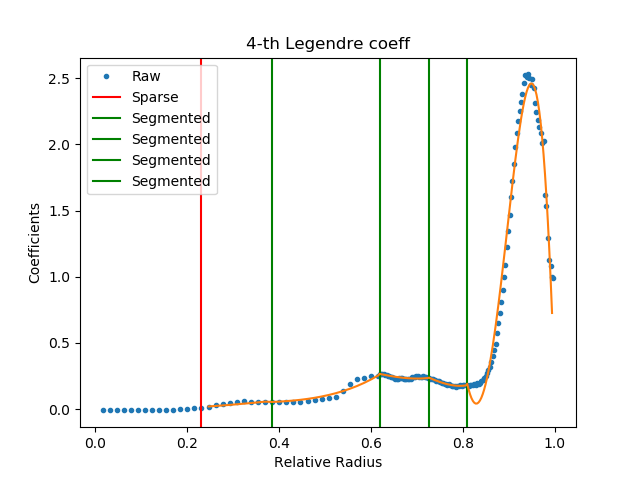 4-th Legendre coeff
Raw
Sparse
Segmented
Segmented
Segmented
Segmented
2.5
2.0
1.5
1.0
0.5
0.0
Coefficients
0.0 0.2 0.4 0.6 0.8 1.0
Relative Radius